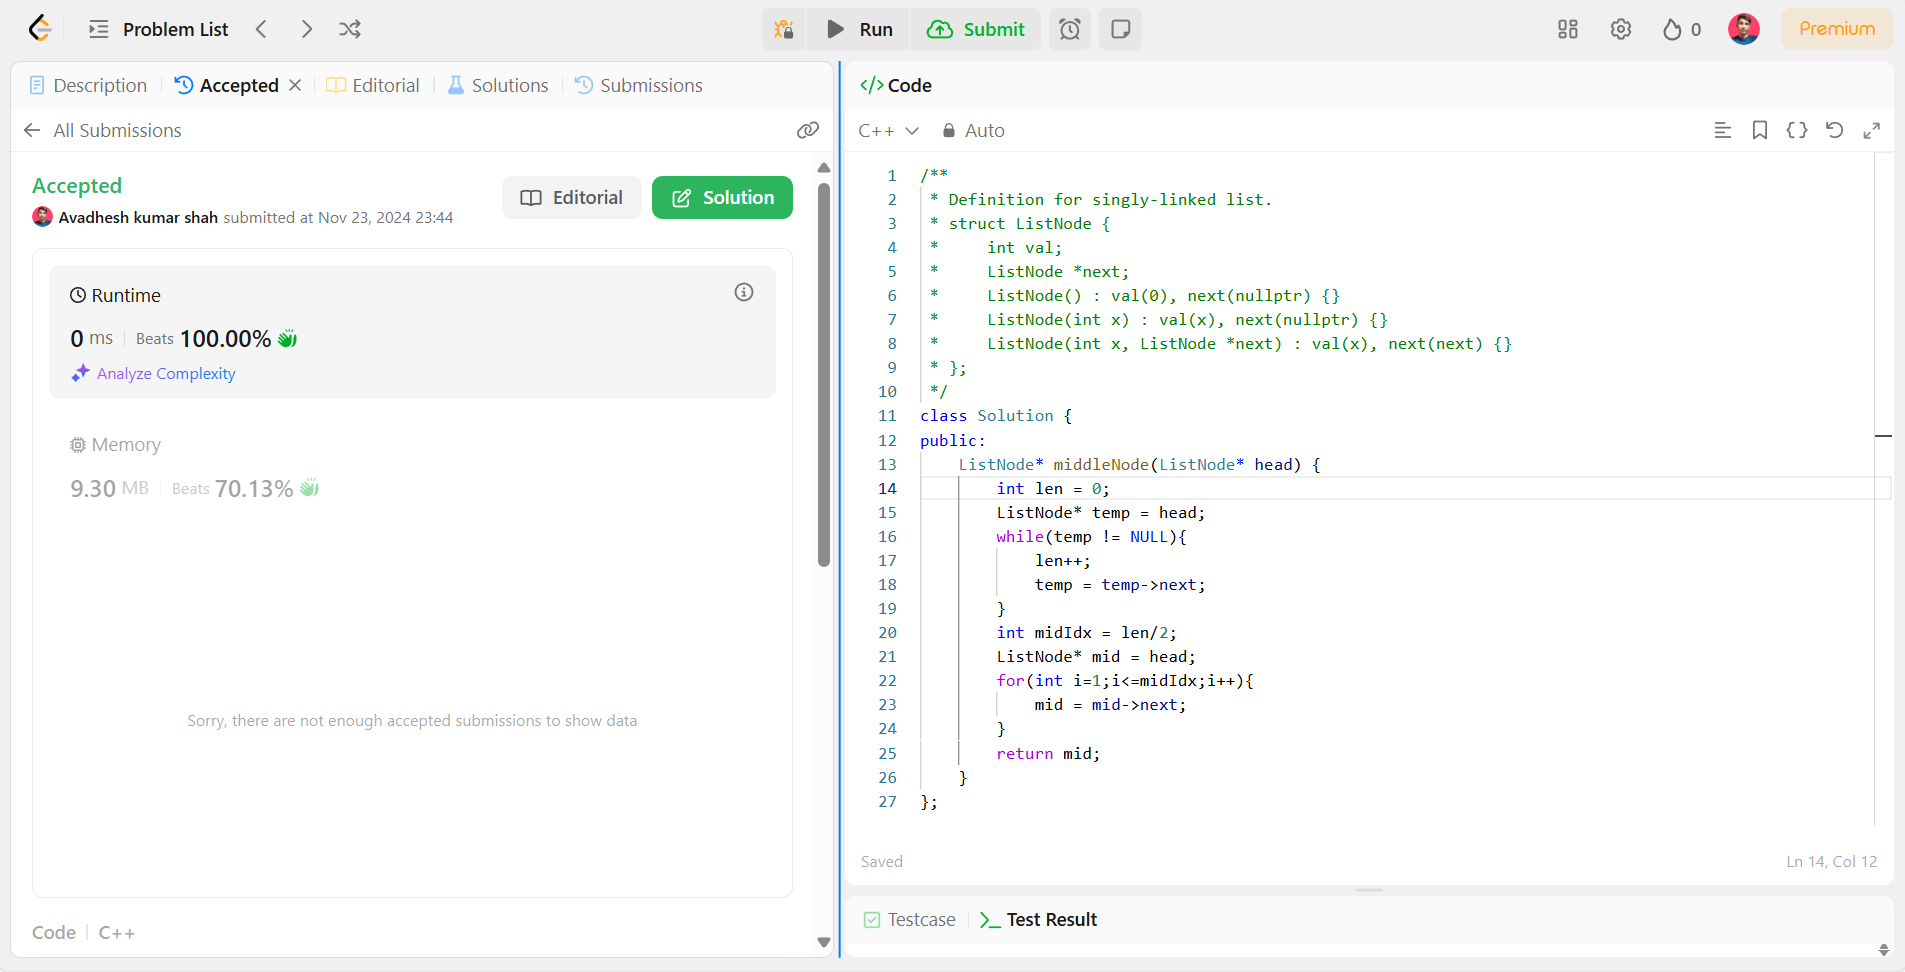 Problem List
Run
Submit
0
Premium
Description
Accepted
Editorial
Solutions
Submissions
All Submissions
Accepted
Avadhesh kumar shah submitted at Nov 23, 2024 23:44
Editorial
Solution
Runtime
0 ms
Beats 100.00%
Analyze Complexity
Memory
9.30 MB
Beats 70.13%
Sorry, there are not enough accepted submissions to show data
Code
C++
</> Code
C++
Auto
1 /**
2  * Definition for singly-linked list.
3  * struct ListNode {
4  *     int val;
5  *     ListNode *next;
6  *     ListNode() : val(0), next(nullptr) {}
7  *     ListNode(int x) : val(x), next(nullptr) {}
8  *     ListNode(int x, ListNode *next) : val(x), next(next) {}
9  * };
10  */
11 class Solution {
12 public:
13     ListNode* middleNode(ListNode* head) {
14         int len = 0;
15         ListNode* temp = head;
16         while(temp != NULL){
17             len++;
18             temp = temp->next;
19         }
20         int midIdx = len/2;
21         ListNode* mid = head;
22         for(int i=1;i<=midIdx;i++){
23             mid = mid->next;
24         }
25         return mid;
26     }
27 };
Saved
Ln 14, Col 12
Testcase
Test Result